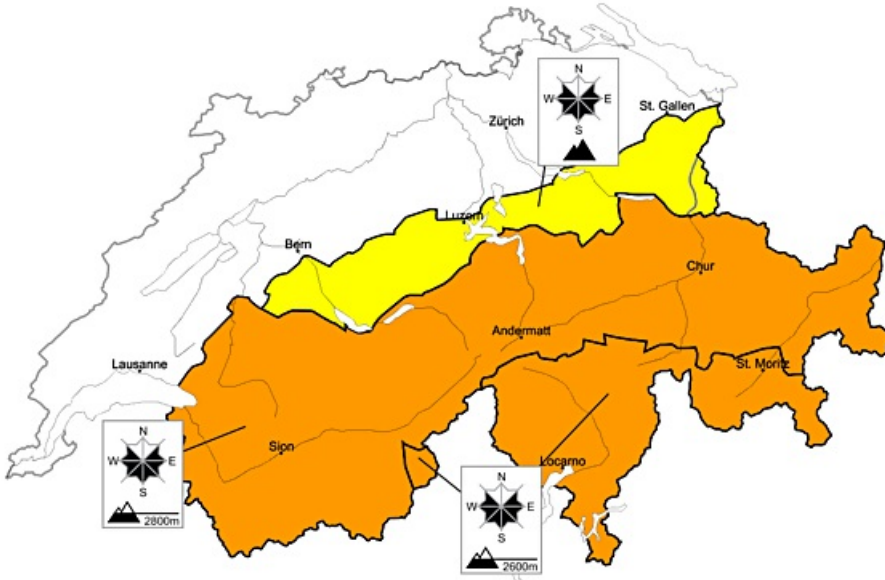 N
W E
S
St. Gallen
Zürich
Luzern
Bern
Chur
Andermatt
Lausanne
St. Moritz
N
W E
S
2800m
Sion
Locarno
N
W E
S
2600m